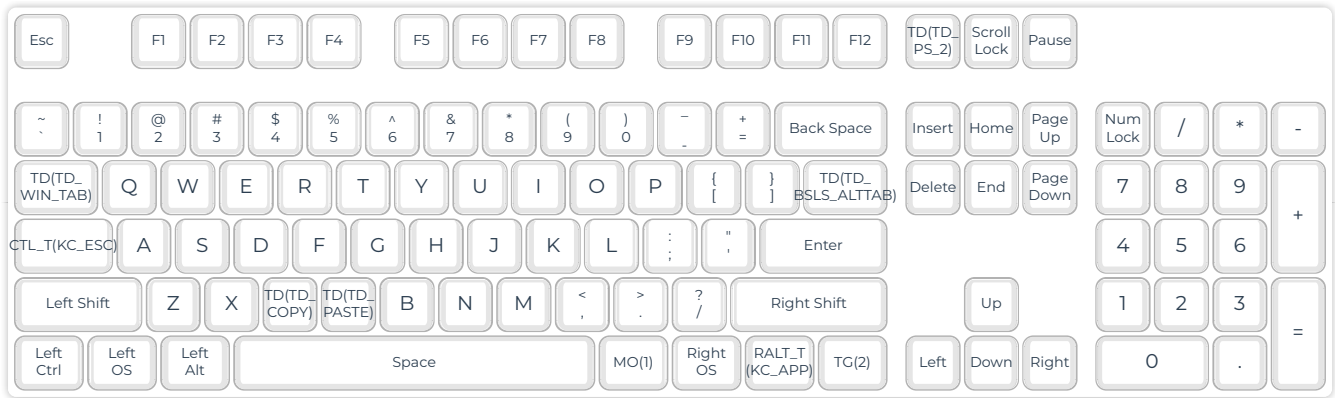 Esc F1 F2 F3 F4 F5 F6 F7 F8 F9 F10 F11 F12 TD(TD_ Scroll Pause
PS_2) Lock
~ ! @ # $ % ^ & * ( ) _ + Back Space Insert Home Page Num / * -
` 1 2 3 4 5 6 7 8 9 0 - = Up Lock
TD(TD_ Q W E R T Y U I O P { } TD(TD_ Delete End Page 7 8 9 +
WIN_TAB) [ ] BSLS_ALTTAB) Down
CTL_T(KC_ESC) A S D F G H J K L : " Enter 4 5 6
; '
Left Shift Z X TD(TD_ TD(TD_ B N M < > ? Right Shift Up 1 2 3 =
COPY) PASTE) , . /
Left Left Left Space MO(1) Right RALT_T TG(2) Left Down Right 0 .
Ctrl OS Alt OS (KC_APP)